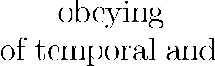 obeying
of temporal and